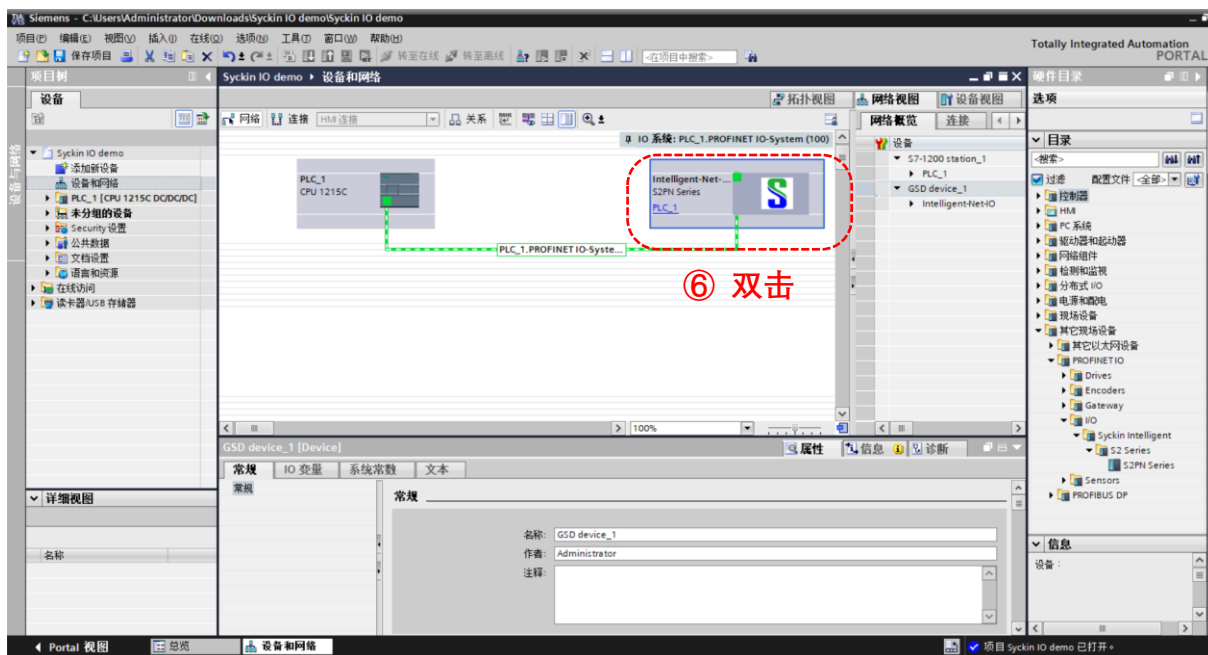 Siemens - C:\Users\Administrator\Downloads\Syckin IO demo\Syckin IO demo
项目(P) 编辑(E) 视图(V) 插入(I) 在线(O) 选项(N) 工具(T) 窗口(W) 帮助(H)
Totally Integrated Automation
PORTAL
保存项目 转至在线 转至离线 <在项目中搜索>
项目树
Syckin IO demo ▸ 设备和网络
硬件目录
设备
拓扑视图 网络视图 设备视图
选项
网络 连接 HMI 连接 关系
网络概览 连接
设备与网络
Syckin IO demo
添加新设备
设备和网络
PLC_1 [CPU 1215C DC/DC/DC]
未分组的设备
Security 设置
公共数据
文档设置
语言和资源
在线访问
读卡器/USB 存储器
IO 系统: PLC_1.PROFINET IO-System (100)
PLC_1
CPU 1215C
Intelligent-Net-...
S2PN Series
PLC_1
S
PLC_1.PROFINET IO-Syste...
⑥ 双击
100%
设备
S7-1200 station_1
PLC_1
GSD device_1
Intelligent-Net-IO
目录
<搜索>
过滤 配置文件 <全部>
控制器
HMI
PC 系统
驱动器和起动器
网络组件
检测和监视
分布式 I/O
电源和配电
现场设备
其它现场设备
其它以太网设备
PROFINET IO
Drives
Encoders
Gateway
I/O
Syckin Intelligent
S2 Series
S2PN Series
Sensors
PROFIBUS DP
GSD device_1 [Device]
属性 信息 诊断
常规 IO 变量 系统常数 文本
常规
常规
名称: GSD device_1
作者: Administrator
注释:
详细视图
名称
信息
设备:
Portal 视图 总览 设备和网络
项目 Syckin IO demo 已打开。